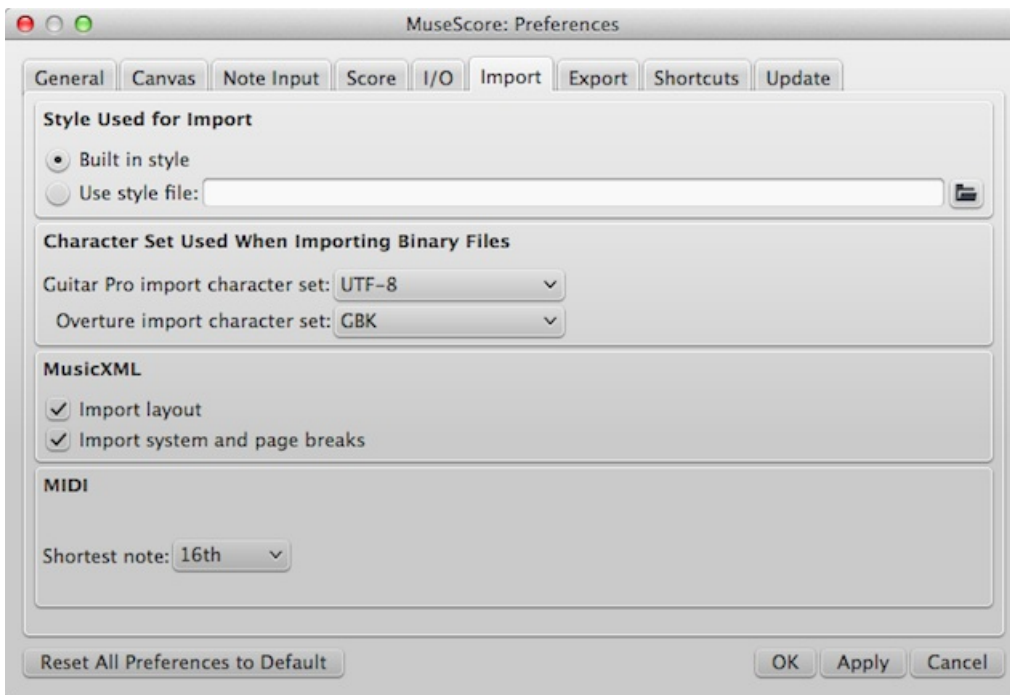 MuseScore: Preferences
General Canvas Note Input Score I/O Import Export Shortcuts Update
Style Used for Import
Built in style
Use style file:
Character Set Used When Importing Binary Files
Guitar Pro import character set: UTF-8
Overture import character set: GBK
MusicXML
Import layout
Import system and page breaks
MIDI
Shortest note: 16th
Reset All Preferences to Default OK Apply Cancel